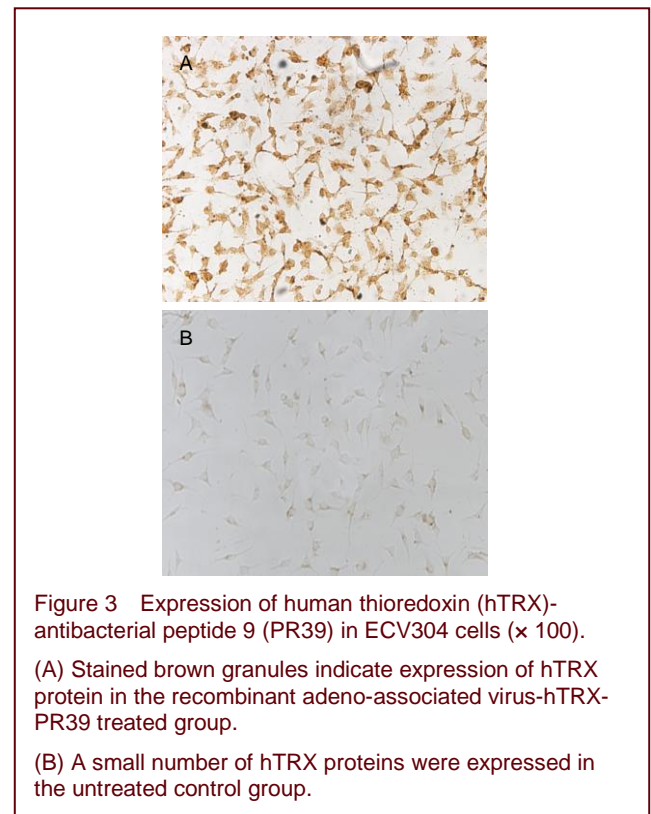 A
B
Figure 3 Expression of human thioredoxin (hTRX)-
antibacterial peptide 9 (PR39) in ECV304 cells (× 100).
(A) Stained brown granules indicate expression of hTRX
protein in the recombinant adeno-associated virus-hTRX-
PR39 treated group.
(B) A small number of hTRX proteins were expressed in
the untreated control group.